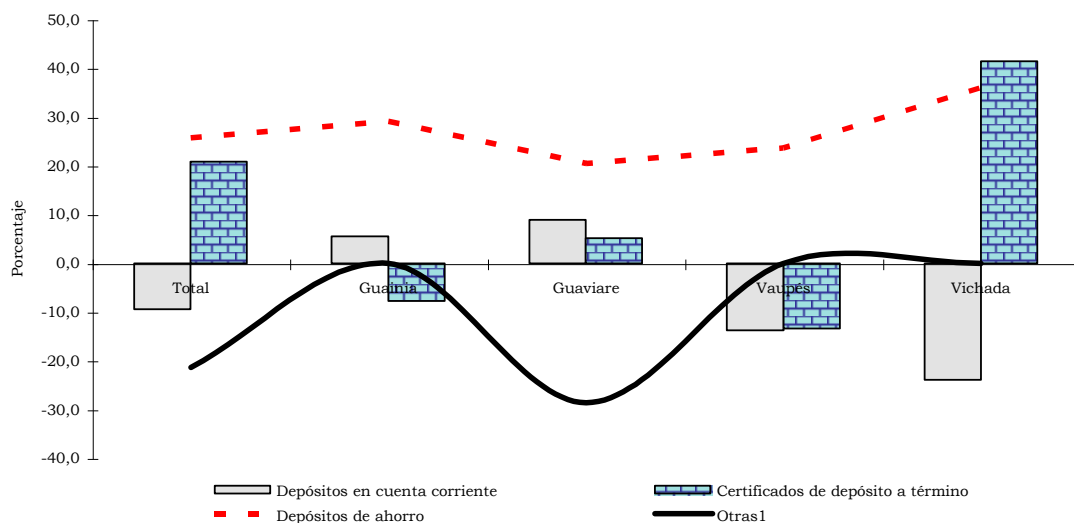 50,0
40,0
30,0
20,0
10,0
0,0
-10,0
-20,0
-30,0
-40,0
Porcentaje
Total
Guainía
Guaviare
Vaupés
Vichada
Depósitos en cuenta corriente
Certificados de depósito a término
Depósitos de ahorro
Otras1